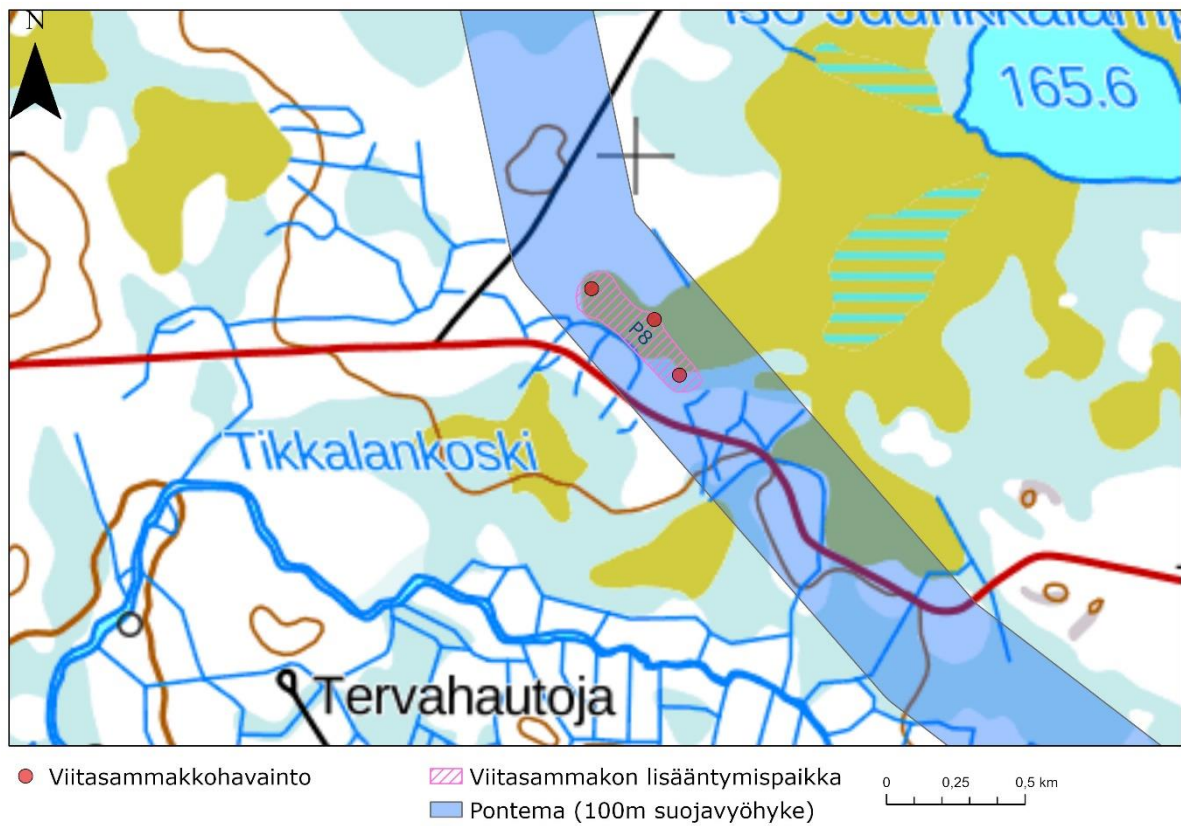 N
165.6
P8
Tikkalankoski
Tervahautoja
Viitasammakkohavainto
Viitasammakon lisääntymispaikka
Pontema (100m suojavyöhyke)
0 0,25 0,5 km